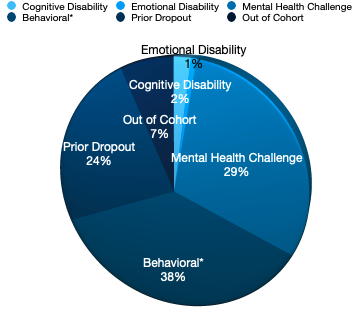 Cognitive Disability Emotional Disability Mental Health Challenge
Behavioral* Prior Dropout Out of Cohort
Emotional Disability
1%
Cognitive Disability
2%
Out of Cohort
7%
Prior Dropout
24%
Mental Health Challenge
29%
Behavioral*
38%